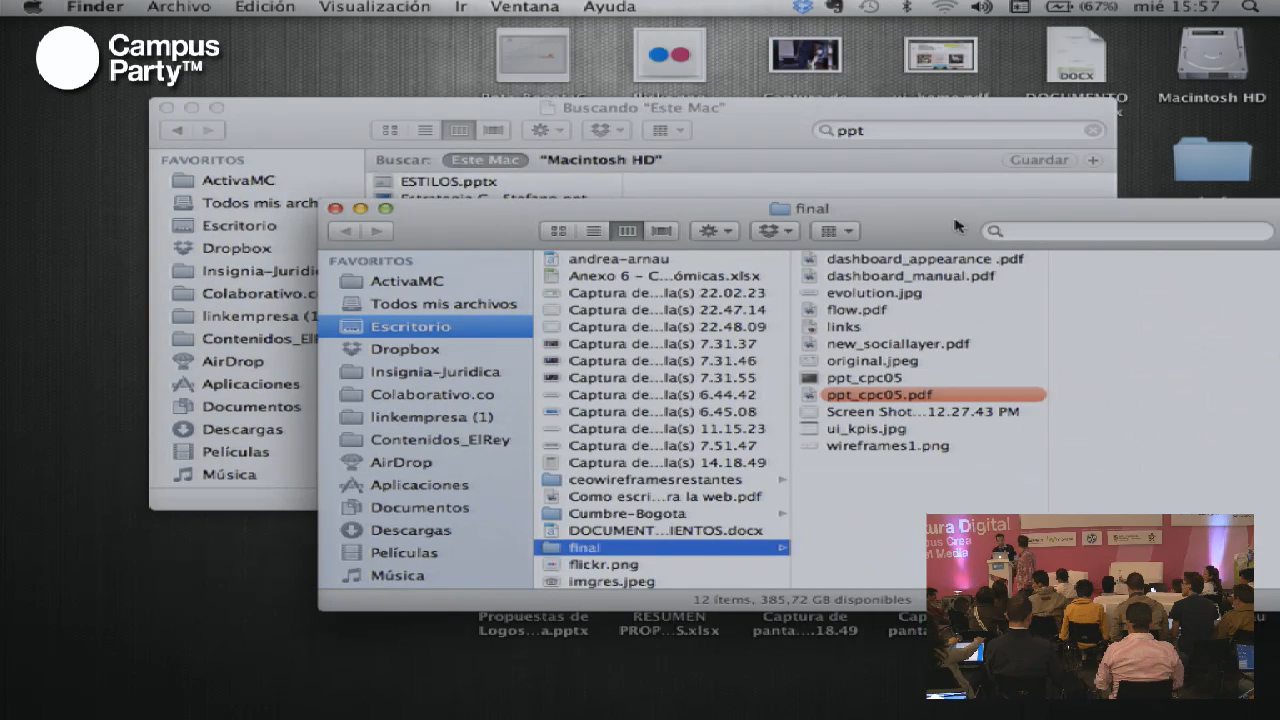 Finder Archivo Edición Visualización Ir Ventana Ayuda (67%) mié 15:57
Campus
Party™
DOCX
Macintosh HD
Buscando "Este Mac"
ppt
FAVORITOS
ActivaMC
Todos mis arch
Escritorio
Dropbox
Insignia-Juridi
Colaborativo.c
linkempresa (1
Contenidos_El
AirDrop
Aplicaciones
Documentos
Descargas
Películas
Música
Buscar: Este Mac "Macintosh HD" Guardar +
ESTILOS.pptx
final
FAVORITOS
ActivaMC
Todos mis archivos
Escritorio
Dropbox
Insignia-Juridica
Colaborativo.co
linkempresa (1)
Contenidos_ElRey
AirDrop
Aplicaciones
Documentos
Descargas
Películas
Música
andrea-arnau
Anexo 6 - C...ómicas.xlsx
Captura de...la(s) 22.02.23
Captura de...la(s) 22.47.14
Captura de...la(s) 22.48.09
Captura de...la(s) 7.31.37
Captura de...la(s) 7.31.46
Captura de...la(s) 7.31.55
Captura de...la(s) 6.44.42
Captura de...la(s) 6.45.08
Captura de...la(s) 11.15.23
Captura de...la(s) 7.51.47
Captura de...la(s) 14.18.49
ceowireframesrestantes
Como escri...ra la web.pdf
Cumbre-Bogota
DOCUMENT...IENTOS.docx
final
flickr.png
imgres.jpeg
dashboard_appearance .pdf
dashboard_manual.pdf
evolution.jpg
flow.pdf
links
new_sociallayer.pdf
original.jpeg
ppt_cpc05
ppt_cpc05.pdf
Screen Shot...12.27.43 PM
ui_kpis.jpg
wireframes1.png
12 ítems, 385,72 GB disponibles
Propuestas de
Logos...a.pptx
RESUMEN
PROP...S.xlsx
Captura de
panta....18.49
Cap
panta
tura Digital
pus Crea
et Media